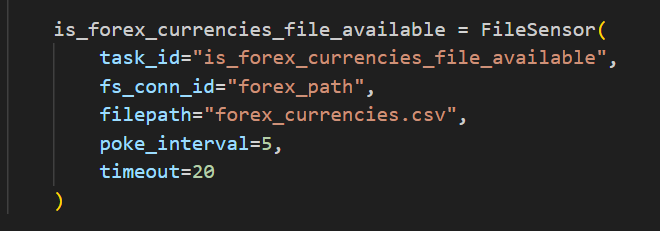 is_forex_currencies_file_available = FileSensor(
task_id="is_forex_currencies_file_available",
fs_conn_id="forex_path",
filepath="forex_currencies.csv",
poke_interval=5,
timeout=20
)